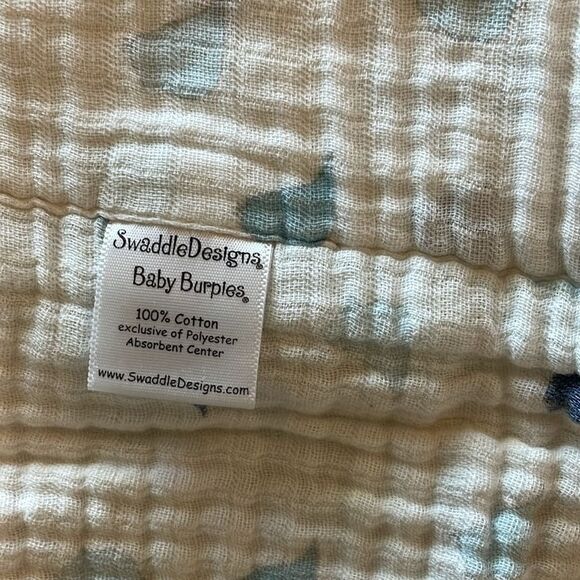 SwaddleDesigns®
Baby Burpies®
100% Cotton
exclusive of Polyester
Absorbent Center
www.SwaddleDesigns.com